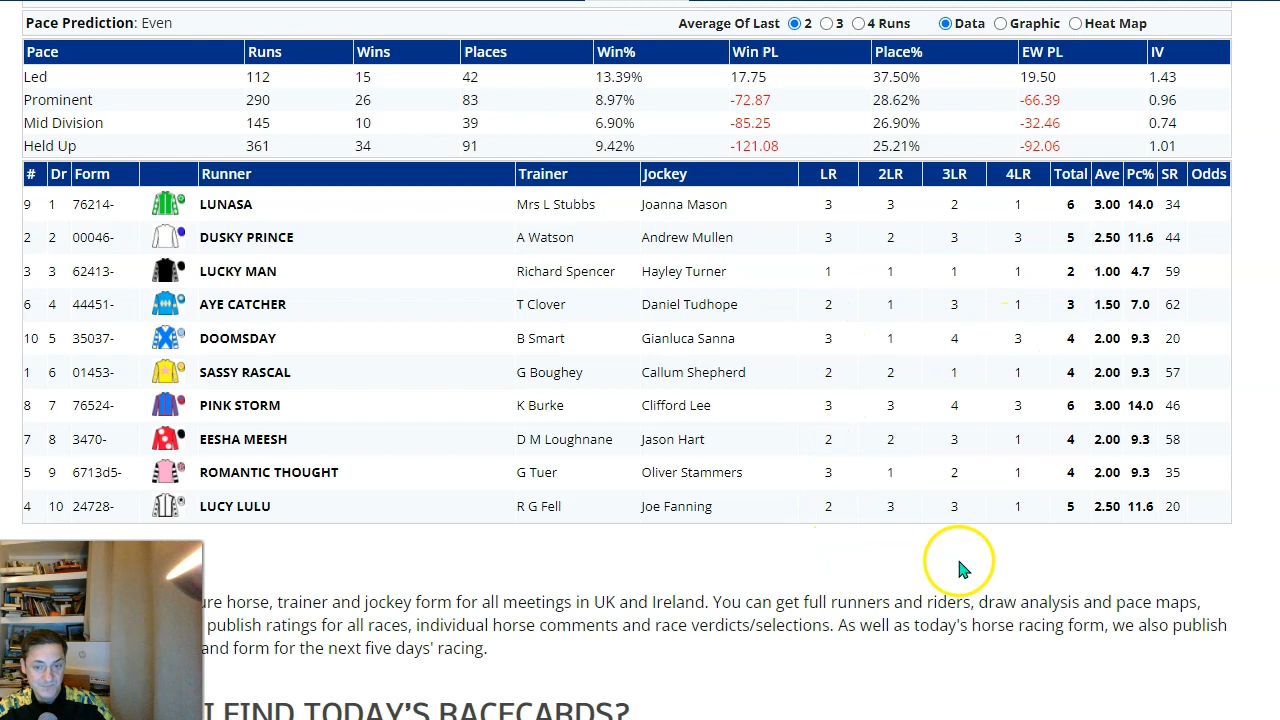 Pace Prediction: Even Average Of Last 2 3 4 Runs Data Graphic Heat Map
Pace Runs Wins Places Win% Win PL Place% EW PL IV
Led 112 15 42 13.39% 17.75 37.50% 19.50 1.43
Prominent 290 26 83 8.97% -72.87 28.62% -66.39 0.96
Mid Division 145 10 39 6.90% -85.25 26.90% -32.46 0.74
Held Up 361 34 91 9.42% -121.08 25.21% -92.06 1.01
# Dr Form Runner Trainer Jockey LR 2LR 3LR 4LR Total Ave Pc% SR Odds
9 1 76214- LUNASA Mrs L Stubbs Joanna Mason 3 3 2 1 6 3.00 14.0 34
2 2 00046- DUSKY PRINCE A Watson Andrew Mullen 3 2 3 3 5 2.50 11.6 44
3 3 62413- LUCKY MAN Richard Spencer Hayley Turner 1 1 1 1 2 1.00 4.7 59
6 4 44451- AYE CATCHER T Clover Daniel Tudhope 2 1 3 1 3 1.50 7.0 62
10 5 35037- DOOMSDAY B Smart Gianluca Sanna 3 1 4 3 4 2.00 9.3 20
1 6 01453- SASSY RASCAL G Boughey Callum Shepherd 2 2 1 1 4 2.00 9.3 57
8 7 76524- PINK STORM K Burke Clifford Lee 3 3 4 3 6 3.00 14.0 46
7 8 3470- EESHA MEESH D M Loughnane Jason Hart 2 2 3 1 4 2.00 9.3 58
5 9 6713d5- ROMANTIC THOUGHT G Tuer Oliver Stammers 3 1 2 1 4 2.00 9.3 35
4 10 24728- LUCY LULU R G Fell Joe Fanning 2 3 3 1 5 2.50 11.6 20
ure horse, trainer and jockey form for all meetings in UK and Ireland. You can get full runners and riders, draw analysis and pace maps,
publish ratings for all races, individual horse comments and race verdicts/selections. As well as today's horse racing form, we also publish
and form for the next five days' racing.
I FIND TODAY'S RACECARDS?